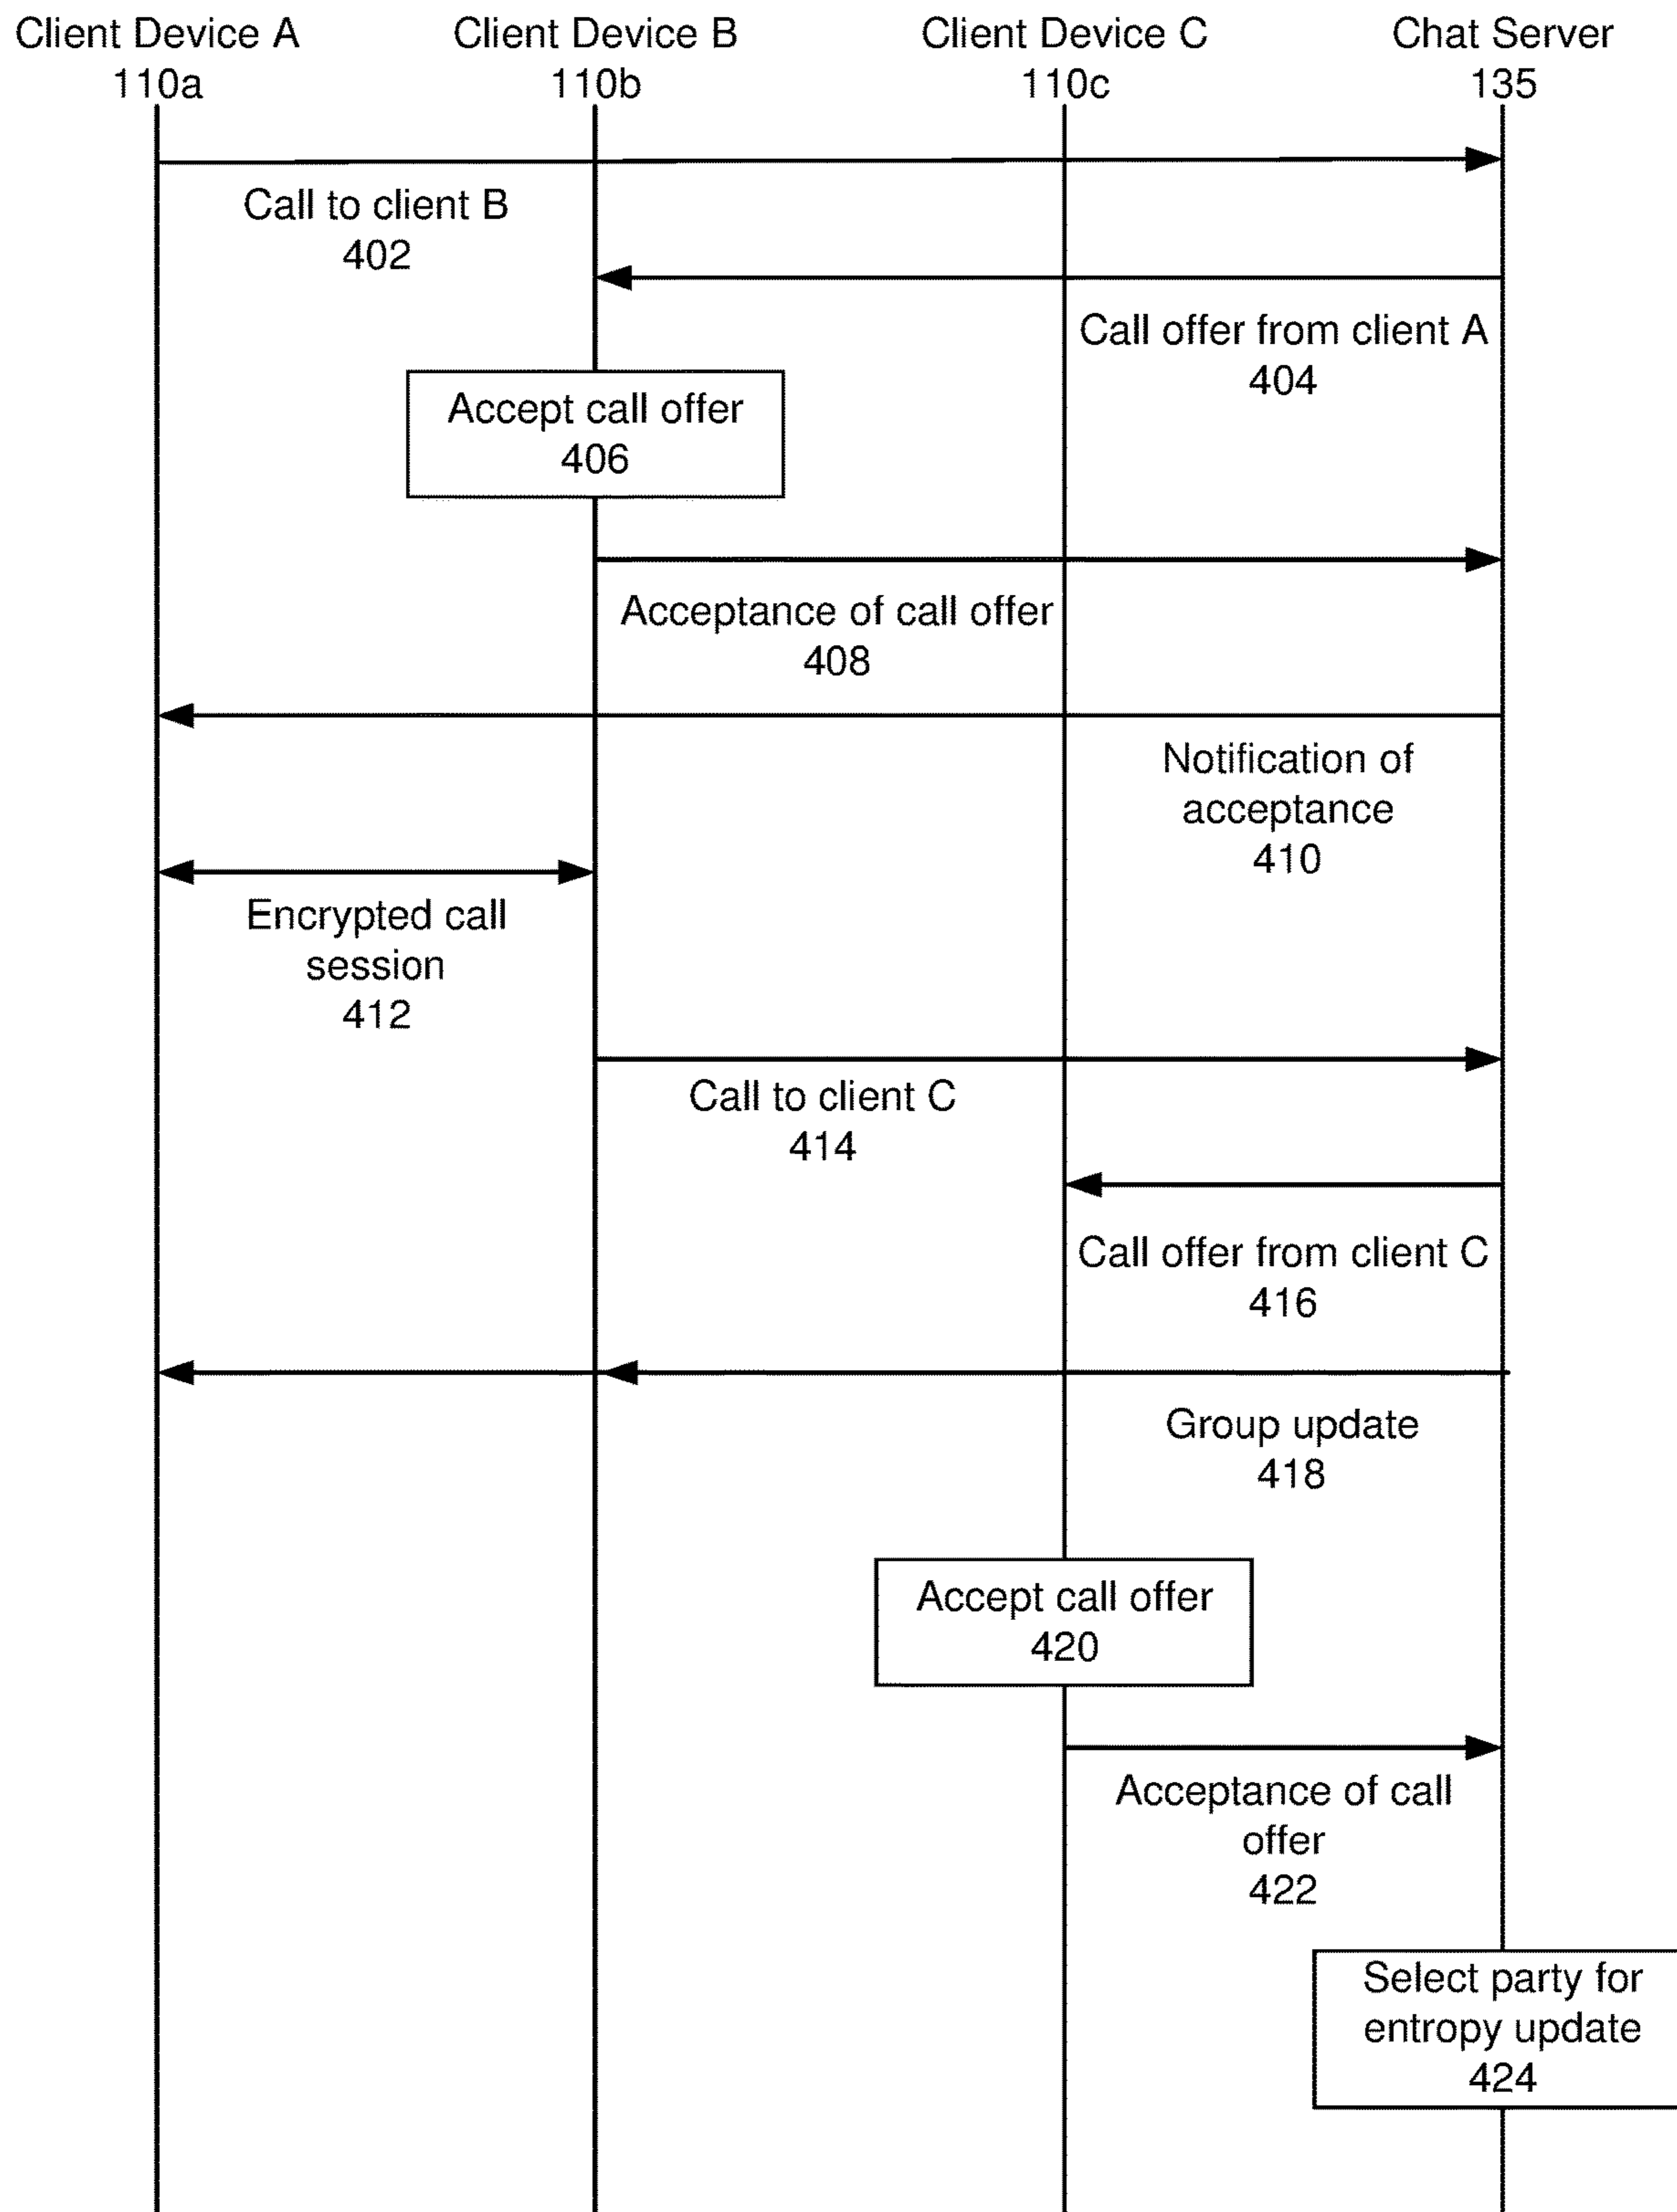 Client Device A
110a
Client Device B
110b
Client Device C
110c
Chat Server
135
Call to client B
402
Call offer from client A
404
Accept call offer
406
Acceptance of call offer
408
Notification of
acceptance
410
Encrypted call
session
412
Call to client C
414
Call offer from client C
416
Group update
418
Accept call offer
420
Acceptance of call
offer
422
Select party for
entropy update
424